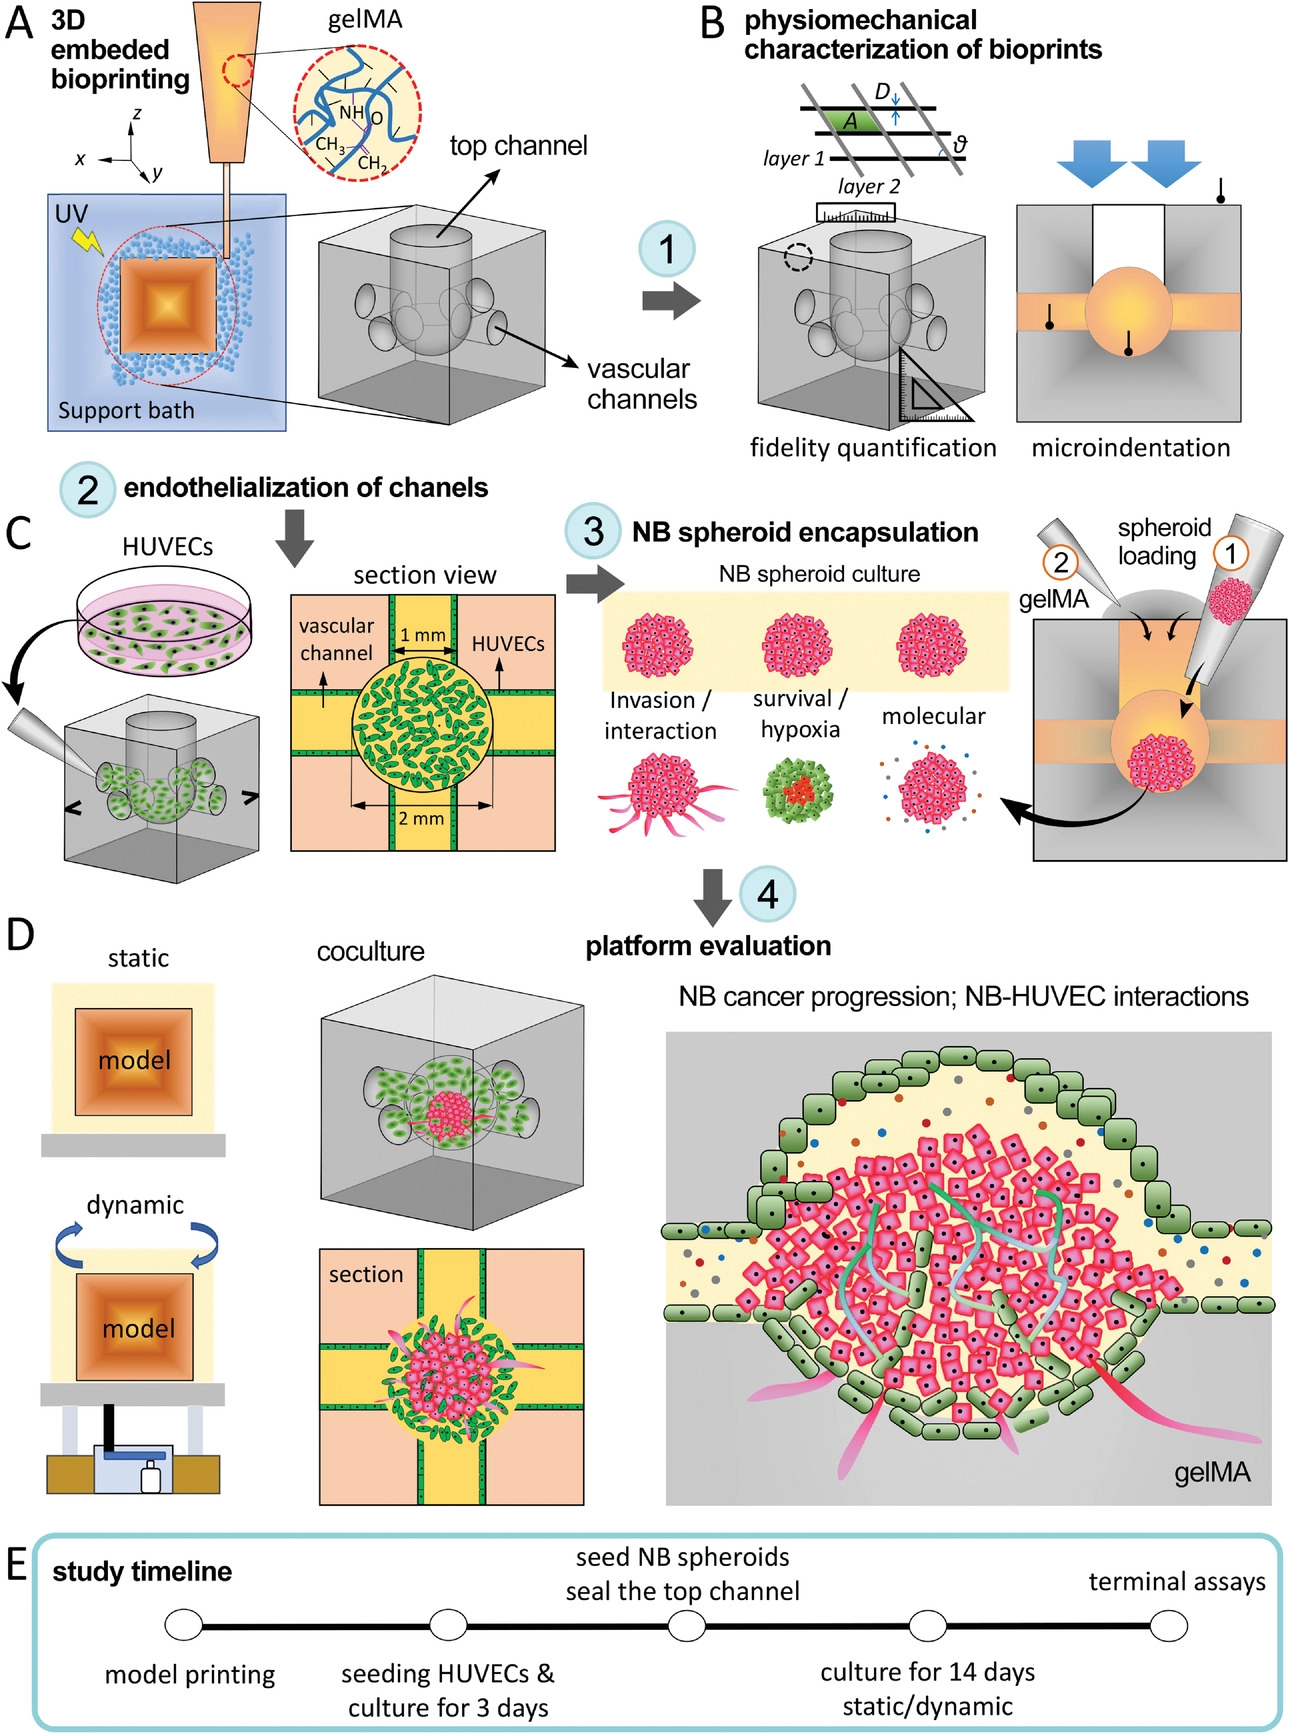 A
3D
embeded
bioprinting
gelMA
NH
O
CH3
CH2
z
x
y
UV
Support bath
top channel
vascular
channels
1
B
physiomechanical
characterization of bioprints
D
A
ϑ
layer 1
layer 2
fidelity quantification
microindentation
2
endothelialization of chanels
C
HUVECs
section view
vascular
channel
1 mm
HUVECs
2 mm
3
NB spheroid encapsulation
NB spheroid culture
Invasion /
interaction
survival /
hypoxia
molecular
spheroid
loading
1
2
gelMA
4
platform evaluation
D
static
model
dynamic
model
coculture
section
NB cancer progression; NB-HUVEC interactions
gelMA
E
study timeline
seed NB spheroids
seal the top channel
terminal assays
model printing
seeding HUVECs &
culture for 3 days
culture for 14 days
static/dynamic